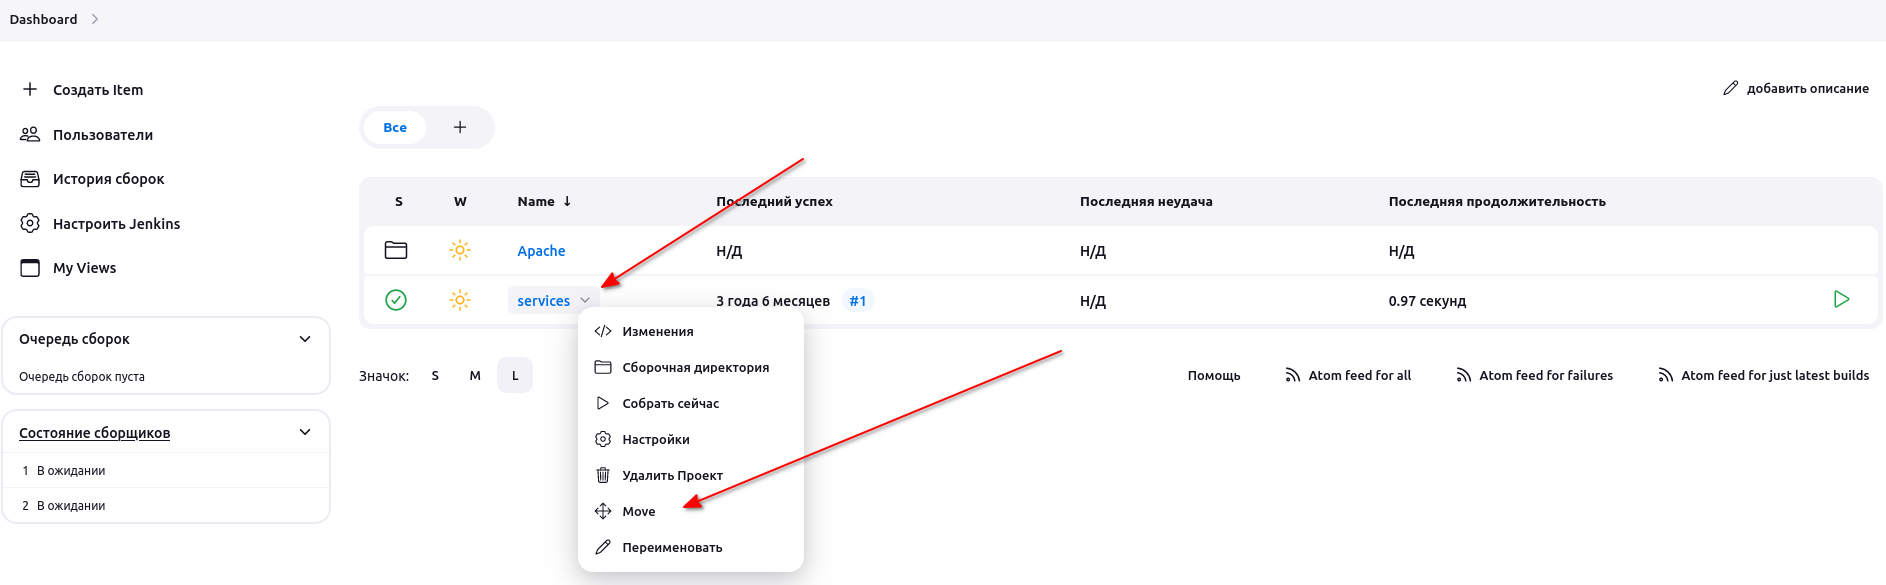 Dashboard
Создать Item
Пользователи
История сборок
Настроить Jenkins
My Views
Очередь сборок
Очередь сборок пуста
Состояние сборщиков
1 В ожидании
2 В ожидании
добавить описание
Все
S W Name ↓ Последний успех Последняя неудача Последняя продолжительность
Apache Н/Д Н/Д Н/Д
services 3 года 6 месяцев #1 Н/Д 0.97 секунд
Изменения
Сборочная директория
Собрать сейчас
Настройки
Удалить Проект
Move
Переименовать
Значок: S M L
Помощь Atom feed for all Atom feed for failures Atom feed for just latest builds